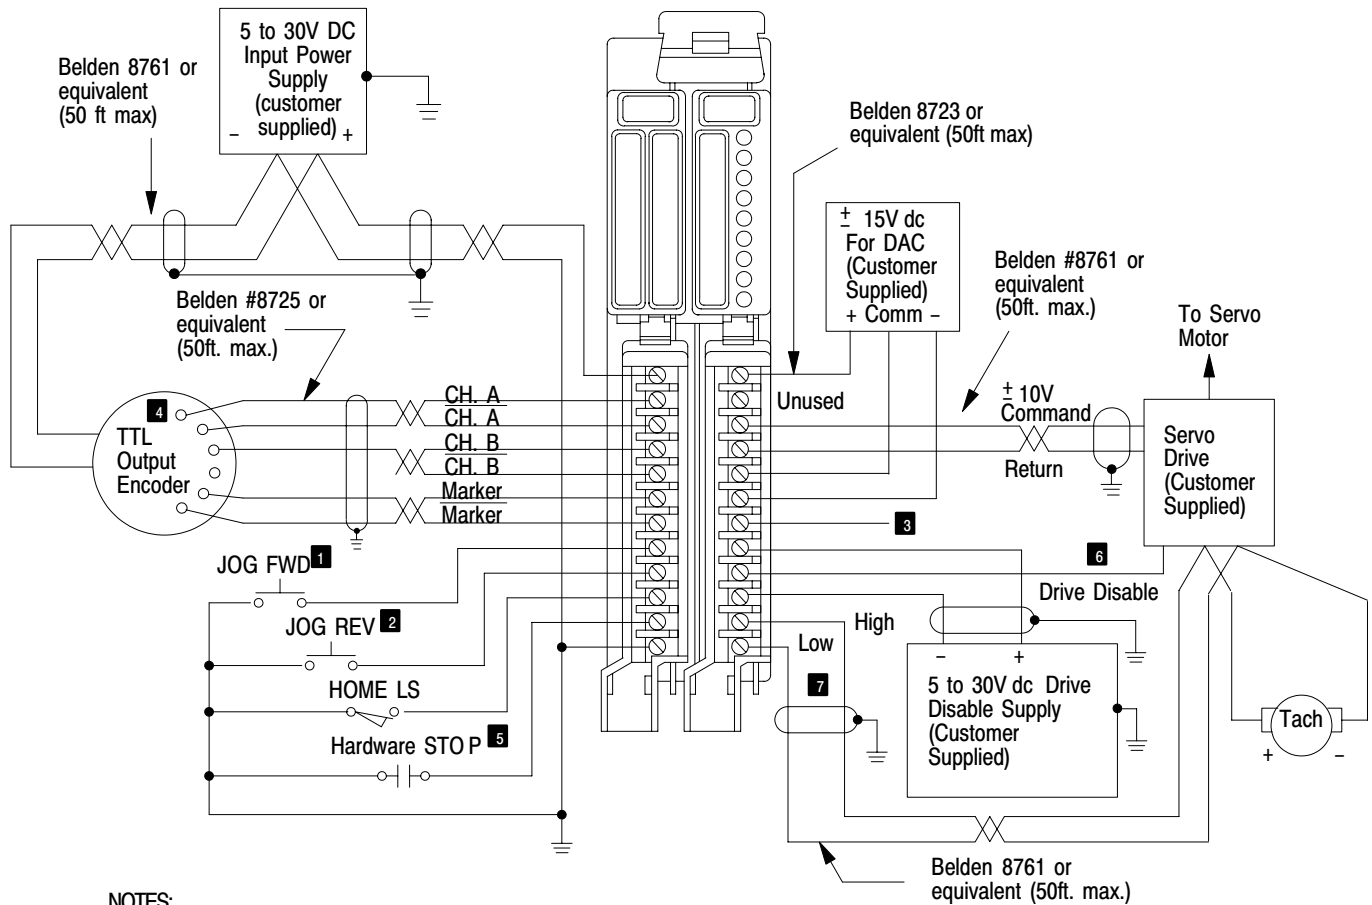 5 to 30V DC
Input Power
Supply
(customer
supplied)
- +
Belden 8761 or
equivalent
(50 ft max)
Belden 8723 or
equivalent (50ft max)
± 15V dc
For DAC
(Customer
Supplied)
+ Comm -
Belden #8761 or
equivalent
(50ft. max.)
To Servo
Motor
Belden #8725 or
equivalent
(50ft. max.)
Unused
± 10V
Command
Return
Servo
Drive
(Customer
Supplied)
4
TTL
Output
Encoder
CH. A
CH. A
CH. B
CH. B
Marker
Marker
3
JOG FWD 1
JOG REV 2
HOME LS
Hardware STO P 5
6
Drive Disable
High
Low
7
- +
5 to 30V dc Drive
Disable Supply
(Customer
Supplied)
Tach
+ -
Belden 8761 or
equivalent (50ft. max.)
NOTES: